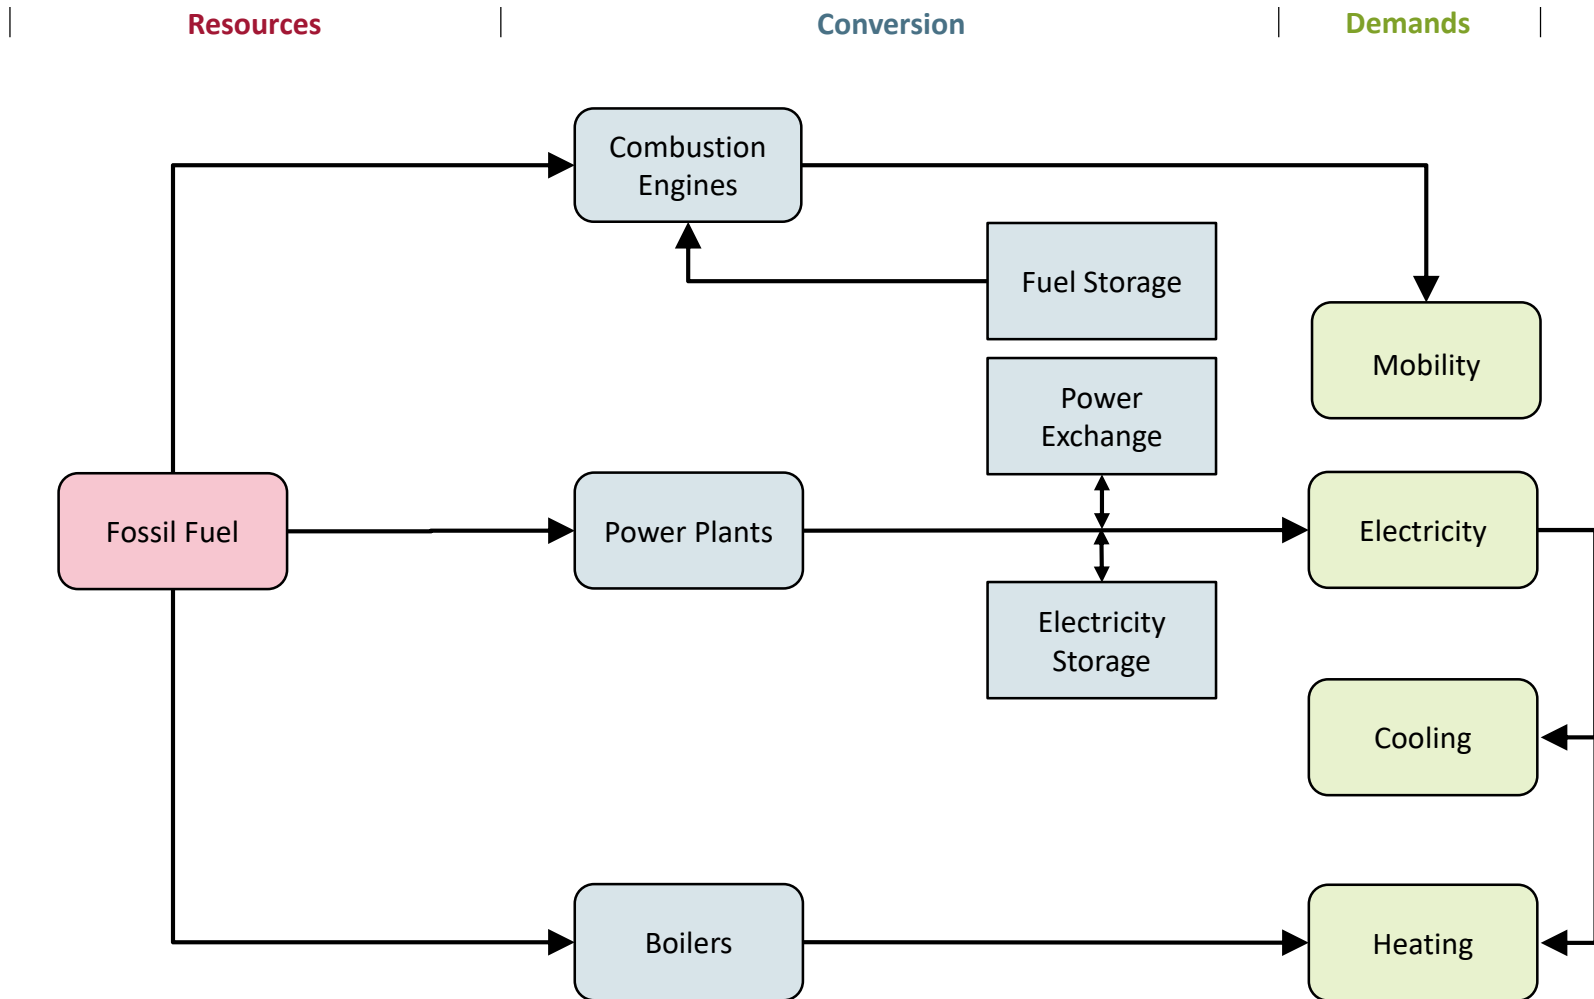 Resources
Conversion
Demands
Combustion
Engines
Fuel Storage
Mobility
Power
Exchange
Fossil Fuel
Power Plants
Electricity
Electricity
Storage
Cooling
Boilers
Heating